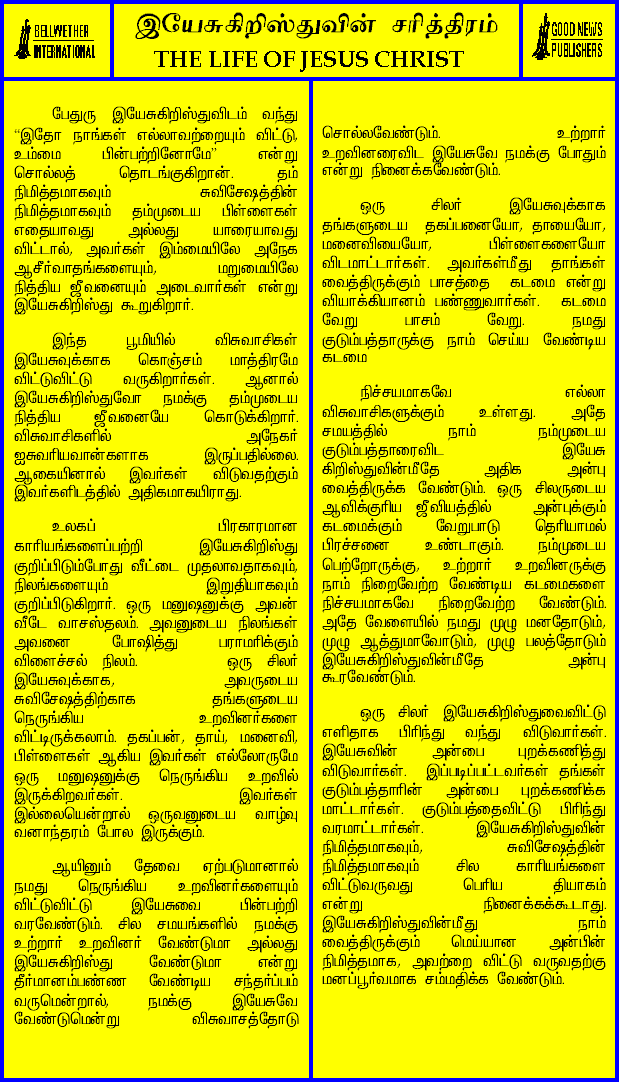 BELLWETHER
INTERNATIONAL
இயேசுகிறிஸ்துவின் சரித்திரம்
THE LIFE OF JESUS CHRIST
GOOD NEWS
PUBLISHERS
பேதுரு இயேசுகிறிஸ்துவிடம் வந்து
“இதோ நாங்கள் எல்லாவற்றையும் விட்டு,
உம்மை பின்பற்றினோமே” என்று
சொல்லத் தொடங்குகிறான். தம்
நிமித்தமாகவும் சுவிசேஷத்தின்
நிமித்தமாகவும் தம்முடைய பிள்ளைகள்
எதையாவது அல்லது யாரையாவது
விட்டால், அவர்கள் இம்மையிலே அநேக
ஆசீர்வாதங்களையும், மறுமையிலே
நித்திய ஜீவனையும் அடைவார்கள் என்று
இயேசுகிறிஸ்து கூறுகிறார்.
இந்த பூமியில் விசுவாசிகள்
இயேசுவுக்காக கொஞ்சம் மாத்திரமே
விட்டுவிட்டு வருகிறார்கள். ஆனால்
இயேசுகிறிஸ்துவோ நமக்கு தம்முடைய
நித்திய ஜீவனையே கொடுக்கிறார்.
விசுவாசிகளில் அநேகர்
ஐசுவரியவான்களாக இருப்பதில்லை.
ஆகையினால் இவர்கள் விடுவதற்கும்
இவர்களிடத்தில் அதிகமாகயிராது.
உலகப் பிரகாரமான
காரியங்களைப்பற்றி இயேசுகிறிஸ்து
குறிப்பிடும்போது வீட்டை முதலாவதாகவும்,
நிலங்களையும் இறுதியாகவும்
குறிப்பிடுகிறார். ஒரு மனுஷனுக்கு அவன்
வீடே வாசஸ்தலம். அவனுடைய நிலங்கள்
அவனை போஷித்து பராமரிக்கும்
விளைச்சல் நிலம். ஒரு சிலர்
இயேசுவுக்காக, அவருடைய
சுவிசேஷத்திற்காக தங்களுடைய
நெருங்கிய உறவினர்களை
விட்டிருக்கலாம். தகப்பன், தாய், மனைவி,
பிள்ளைகள் ஆகிய இவர்கள் எல்லோருமே
ஒரு மனுஷனுக்கு நெருங்கிய உறவில்
இருக்கிறவர்கள். இவர்கள்
இல்லையென்றால் ஒருவனுடைய வாழ்வு
வனாந்தரம் போல இருக்கும்.
ஆயினும் தேவை ஏற்படுமானால்
நமது நெருங்கிய உறவினர்களையும்
விட்டுவிட்டு இயேசுவை பின்பற்றி
வரவேண்டும். சில சமயங்களில் நமக்கு
உற்றார் உறவினர் வேண்டுமா அல்லது
இயேசுகிறிஸ்து வேண்டுமா என்று
தீர்மானம்பண்ண வேண்டிய சந்தர்ப்பம்
வருமென்றால், நமக்கு இயேசுவே
வேண்டுமென்று விசுவாசத்தோடு
சொல்லவேண்டும். உற்றார்
உறவினரைவிட இயேசுவே நமக்கு போதும்
என்று நினைக்கவேண்டும்.
ஒரு சிலர் இயேசுவுக்காக
தங்களுடைய தகப்பனையோ, தாயையோ,
மனைவியையோ, பிள்ளைகளையோ
விடமாட்டார்கள். அவர்கள்மீது தாங்கள்
வைத்திருக்கும் பாசத்தை கடமை என்று
வியாக்கியானம் பண்ணுவார்கள். கடமை
வேறு பாசம் வேறு. நமது
குடும்பத்தாருக்கு நாம் செய்ய வேண்டிய
கடமை
நிச்சயமாகவே எல்லா
விசுவாசிகளுக்கும் உள்ளது. அதே
சமயத்தில் நாம் நம்முடைய
குடும்பத்தாரைவிட இயேசு
கிறிஸ்துவின்மீதே அதிக அன்பு
வைத்திருக்க வேண்டும். ஒரு சிலருடைய
ஆவிக்குரிய ஜீவியத்தில் அன்புக்கும்
கடமைக்கும் வேறுபாடு தெரியாமல்
பிரச்சனை உண்டாகும். நம்முடைய
பெற்றோருக்கு, உற்றார் உறவினருக்கு
நாம் நிறைவேற்ற வேண்டிய கடமைகளை
நிச்சயமாகவே நிறைவேற்ற வேண்டும்.
அதே வேளையில் நமது முழு மனதோடும்,
முழு ஆத்துமாவோடும், முழு பலத்தோடும்
இயேசுகிறிஸ்துவின்மீதே அன்பு
கூரவேண்டும்.
ஒரு சிலர் இயேசுகிறிஸ்துவைவிட்டு
எளிதாக பிரிந்து வந்து விடுவார்கள்.
இயேசுவின் அன்பை புறக்கணித்து
விடுவார்கள். இப்படிப்பட்டவர்கள் தங்கள்
குடும்பத்தாரின் அன்பை புறக்கணிக்க
மாட்டார்கள். குடும்பத்தைவிட்டு பிரிந்து
வரமாட்டார்கள். இயேசுகிறிஸ்துவின்
நிமித்தமாகவும், சுவிசேஷத்தின்
நிமித்தமாகவும் சில காரியங்களை
விட்டுவருவது பெரிய தியாகம்
என்று நினைக்கக்கூடாது.
இயேசுகிறிஸ்துவின்மீது நாம்
வைத்திருக்கும் மெய்யான அன்பின்
நிமித்தமாக, அவற்றை விட்டு வருவதற்கு
மனப்பூர்வமாக சம்மதிக்க வேண்டும்.